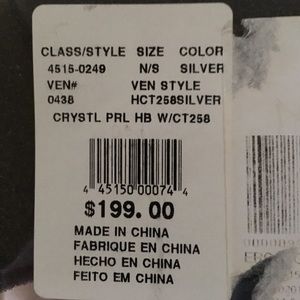 CLASS/STYLE SIZE COLOR
4515-0249 N/S SILVER
VEN# VEN STYLE
0438 HCT258SILVER
CRYSTL PRL HB W/CT258
4 45150 00074 4
$199.00
MADE IN CHINA
FABRIQUE EN CHINA
HECHO EN CHINA
FEITO EM CHINA